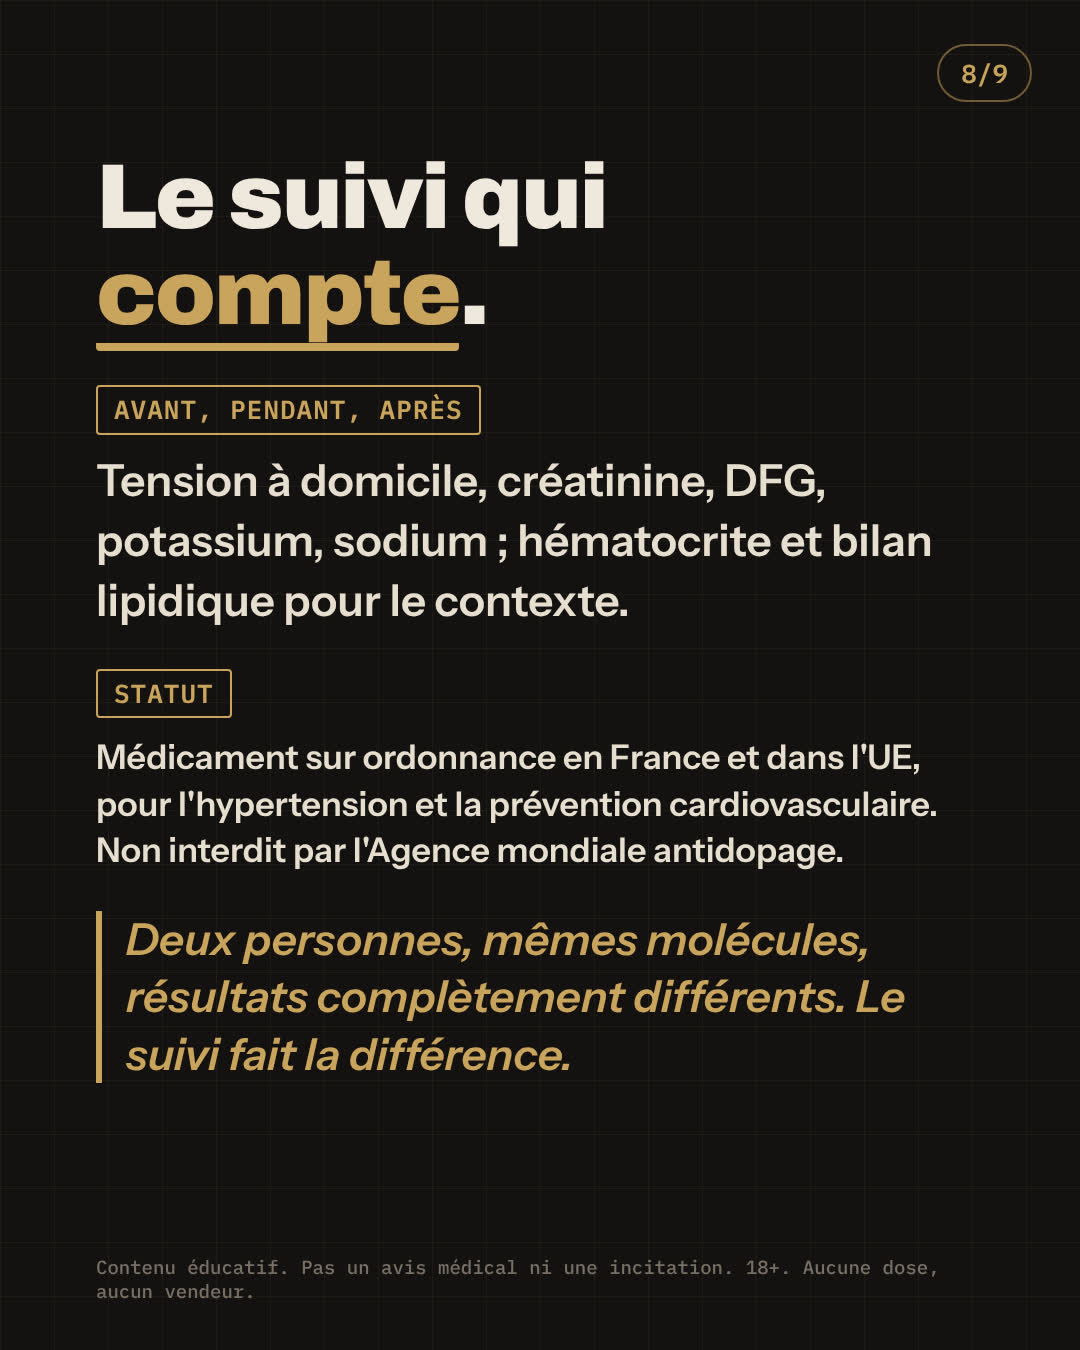 8/9
Le suivi qui
compte.
AVANT, PENDANT, APRÈS
Tension à domicile, créatinine, DFG,
potassium, sodium ; hématocrite et bilan
lipidique pour le contexte.
STATUT
Médicament sur ordonnance en France et dans l'UE,
pour l'hypertension et la prévention cardiovasculaire.
Non interdit par l'Agence mondiale antidopage.
Deux personnes, mêmes molécules,
résultats complètement différents. Le
suivi fait la différence.
Contenu éducatif. Pas un avis médical ni une incitation. 18+. Aucune dose,
aucun vendeur.